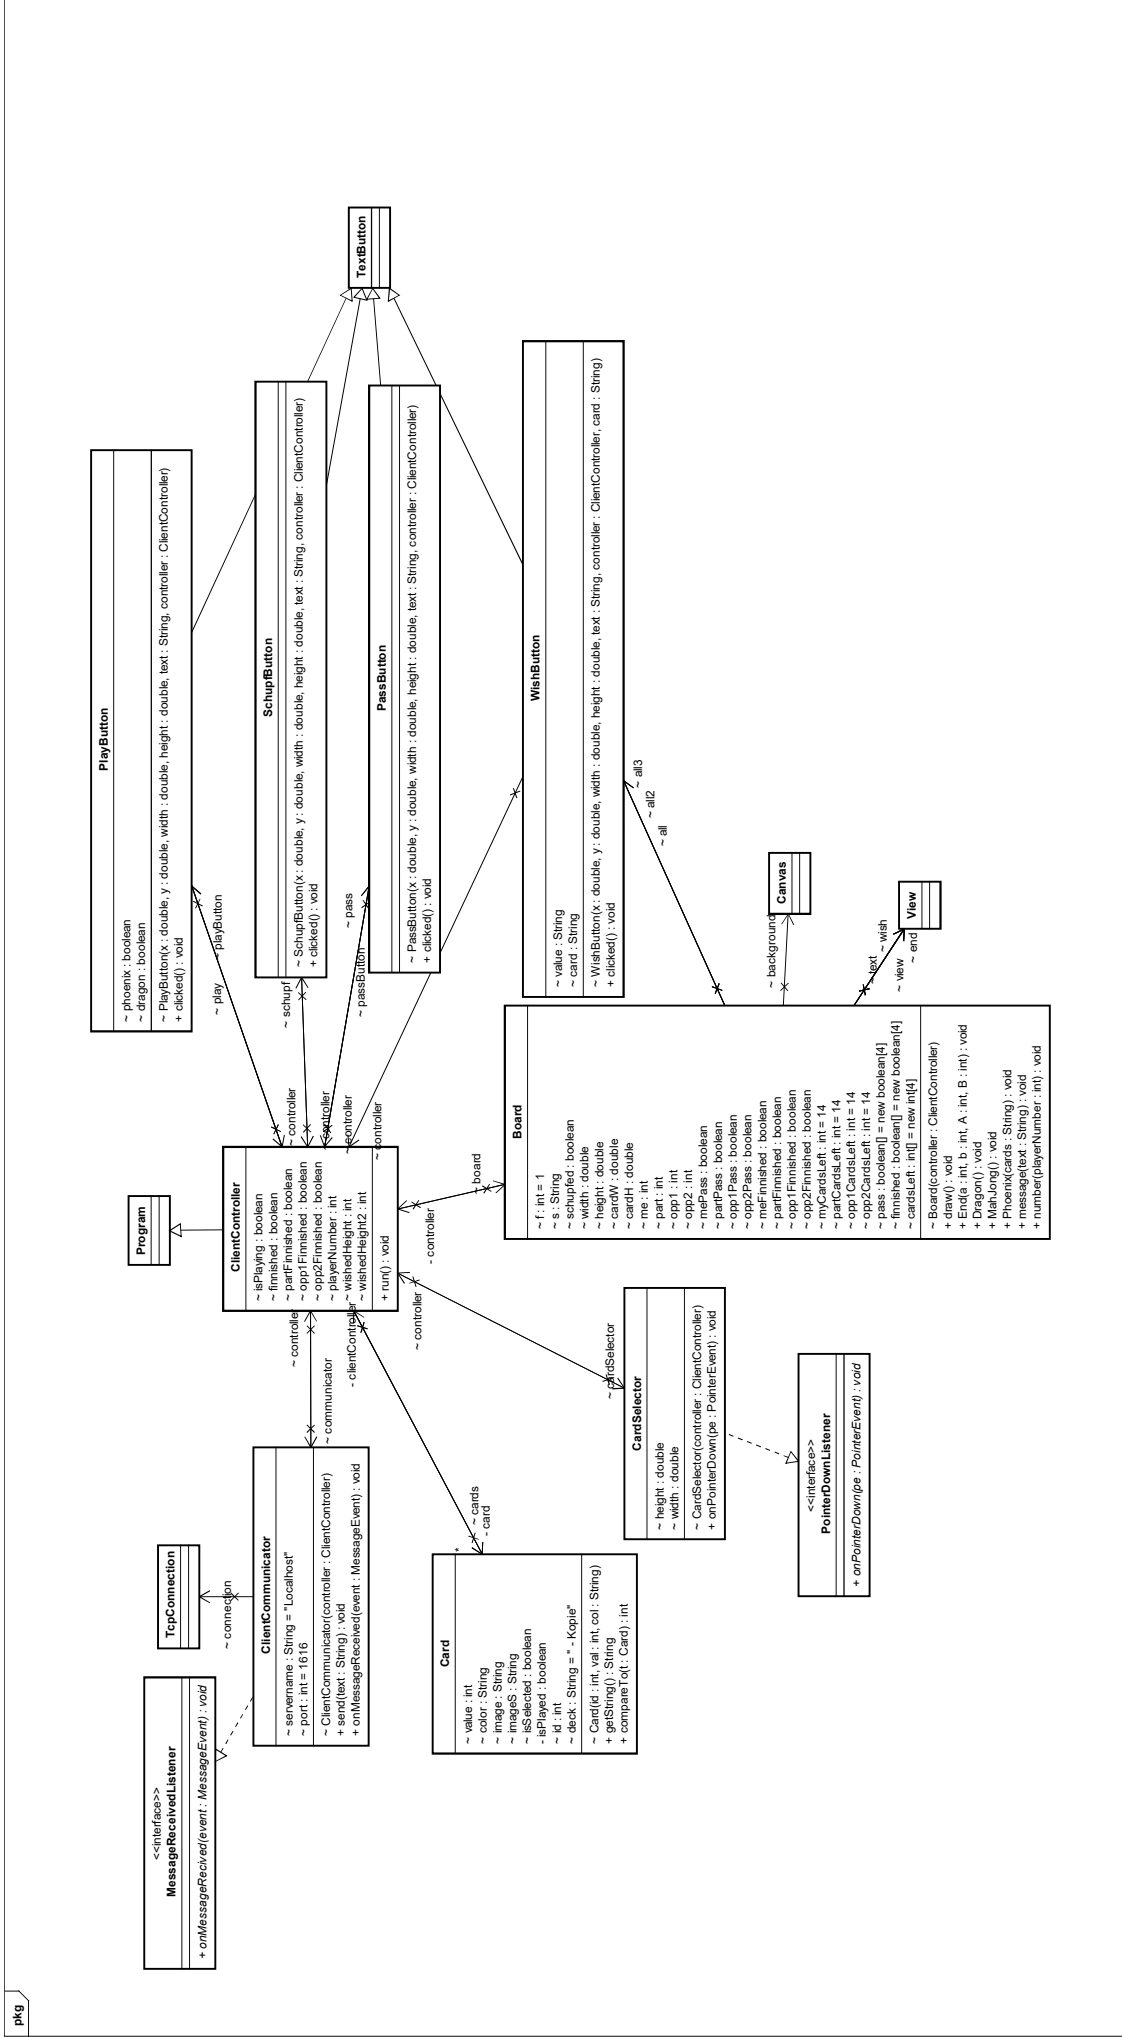 pkg
<<interface>>
MessageReceivedListener
+ onMessageRecived(event : MessageEvent) : void
TcpConnection
~ connection
ClientCommunicator
~ servername : String = "Localhost"
~ port : int = 1616
~ ClientCommunicator(controller : ClientController)
+ send(text : String) : void
+ onMessageReceived(event : MessageEvent) : void
~ controller
~ communicator
Card
~ value : int
~ color : String
~ image : String
~ imageS : String
~ isSelected : boolean
- isPlayed : boolean
~ id : int
~ deck : String = " - Kopie"
~ Card(id : int, val : int, col : String)
+ getString() : String
+ compareTo(t : Card) : int
*
~ cards
- card
- clientController
<<interface>>
PointerDownListener
+ onPointerDown(pe : PointerEvent) : void
CardSelector
~ height : double
~ width : double
~ CardSelector(controller : ClientController)
+ onPointerDown(pe : PointerEvent) : void
~ cardSelector
~ controller
Program
ClientController
~ isPlaying : boolean
~ finnished : boolean
~ partFinnished : boolean
~ opp1Finnished : boolean
~ opp2Finnished : boolean
~ playerNumber : int
~ wishedHeight : int
~ wishedHeight2 : int
+ run() : void
- controller
~ board
Board
~ f : int = 1
~ s : String
~ schupfed : boolean
~ width : double
~ height : double
~ cardW : double
~ cardH : double
~ me : int
~ part : int
~ opp1 : int
~ opp2 : int
~ mePass : boolean
~ partPass : boolean
~ opp1Pass : boolean
~ opp2Pass : boolean
~ meFinnished : boolean
~ partFinnished : boolean
~ opp1Finnished : boolean
~ opp2Finnished : boolean
~ myCardsLeft : int = 14
~ partCardsLeft : int = 14
~ opp1CardsLeft : int = 14
~ opp2CardsLeft : int = 14
~ pass : boolean[] = new boolean[4]
~ finnished : boolean[] = new boolean[4]
~ cardsLeft : int[] = new int[4]
~ Board(controller : ClientController)
+ draw() : void
+ End(a : int, b : int, A : int, B : int) : void
+ Dragon() : void
+ MahJong() : void
+ Phoenix(cards : String) : void
+ message(text : String) : void
+ number(playerNumber : int) : void
~ controller
~ controller
~ controller
~ controller
~ play
~ playButton
~ schupf
~ passButton
~ pass
PlayButton
~ phoenix : boolean
~ dragon : boolean
~ PlayButton(x : double, y : double, width : double, height : double, text : String, controller : ClientController)
+ clicked() : void
SchupfButton
~ SchupfButton(x : double, y : double, width : double, height : double, text : String, controller : ClientController)
+ clicked() : void
PassButton
~ PassButton(x : double, y : double, width : double, height : double, text : String, controller : ClientController)
+ clicked() : void
WishButton
~ value : String
~ card : String
~ WishButton(x : double, y : double, width : double, height : double, text : String, controller : ClientController, card : String)
+ clicked() : void
~ all
~ all2
~ all3
~ background
Canvas
~ text
~ wish
~ view
~ end
View
TextButton